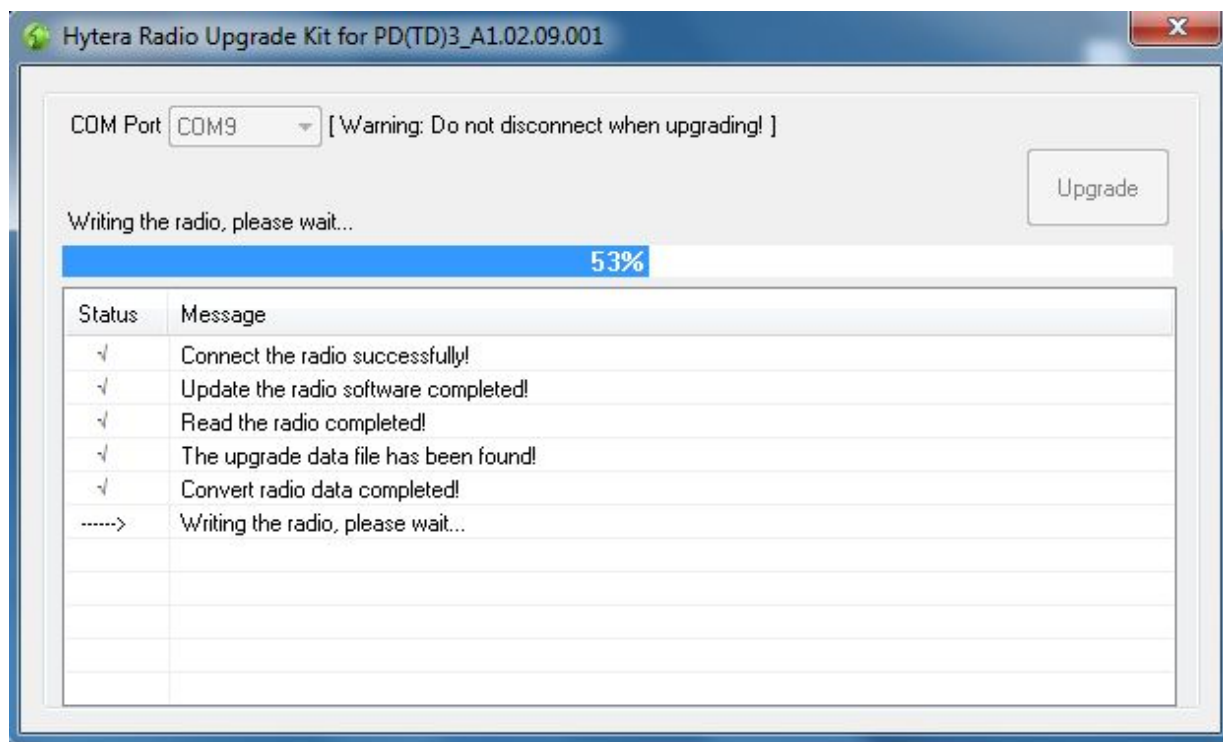 Hytera Radio Upgrade Kit for PD(TD)3_A1.02.09.001
x
COM Port COM9 [ Warning: Do not disconnect when upgrading! ]
Upgrade
Writing the radio, please wait...
53%
Status Message
√ Connect the radio successfully!
√ Update the radio software completed!
√ Read the radio completed!
√ The upgrade data file has been found!
√ Convert radio data completed!
------> Writing the radio, please wait...